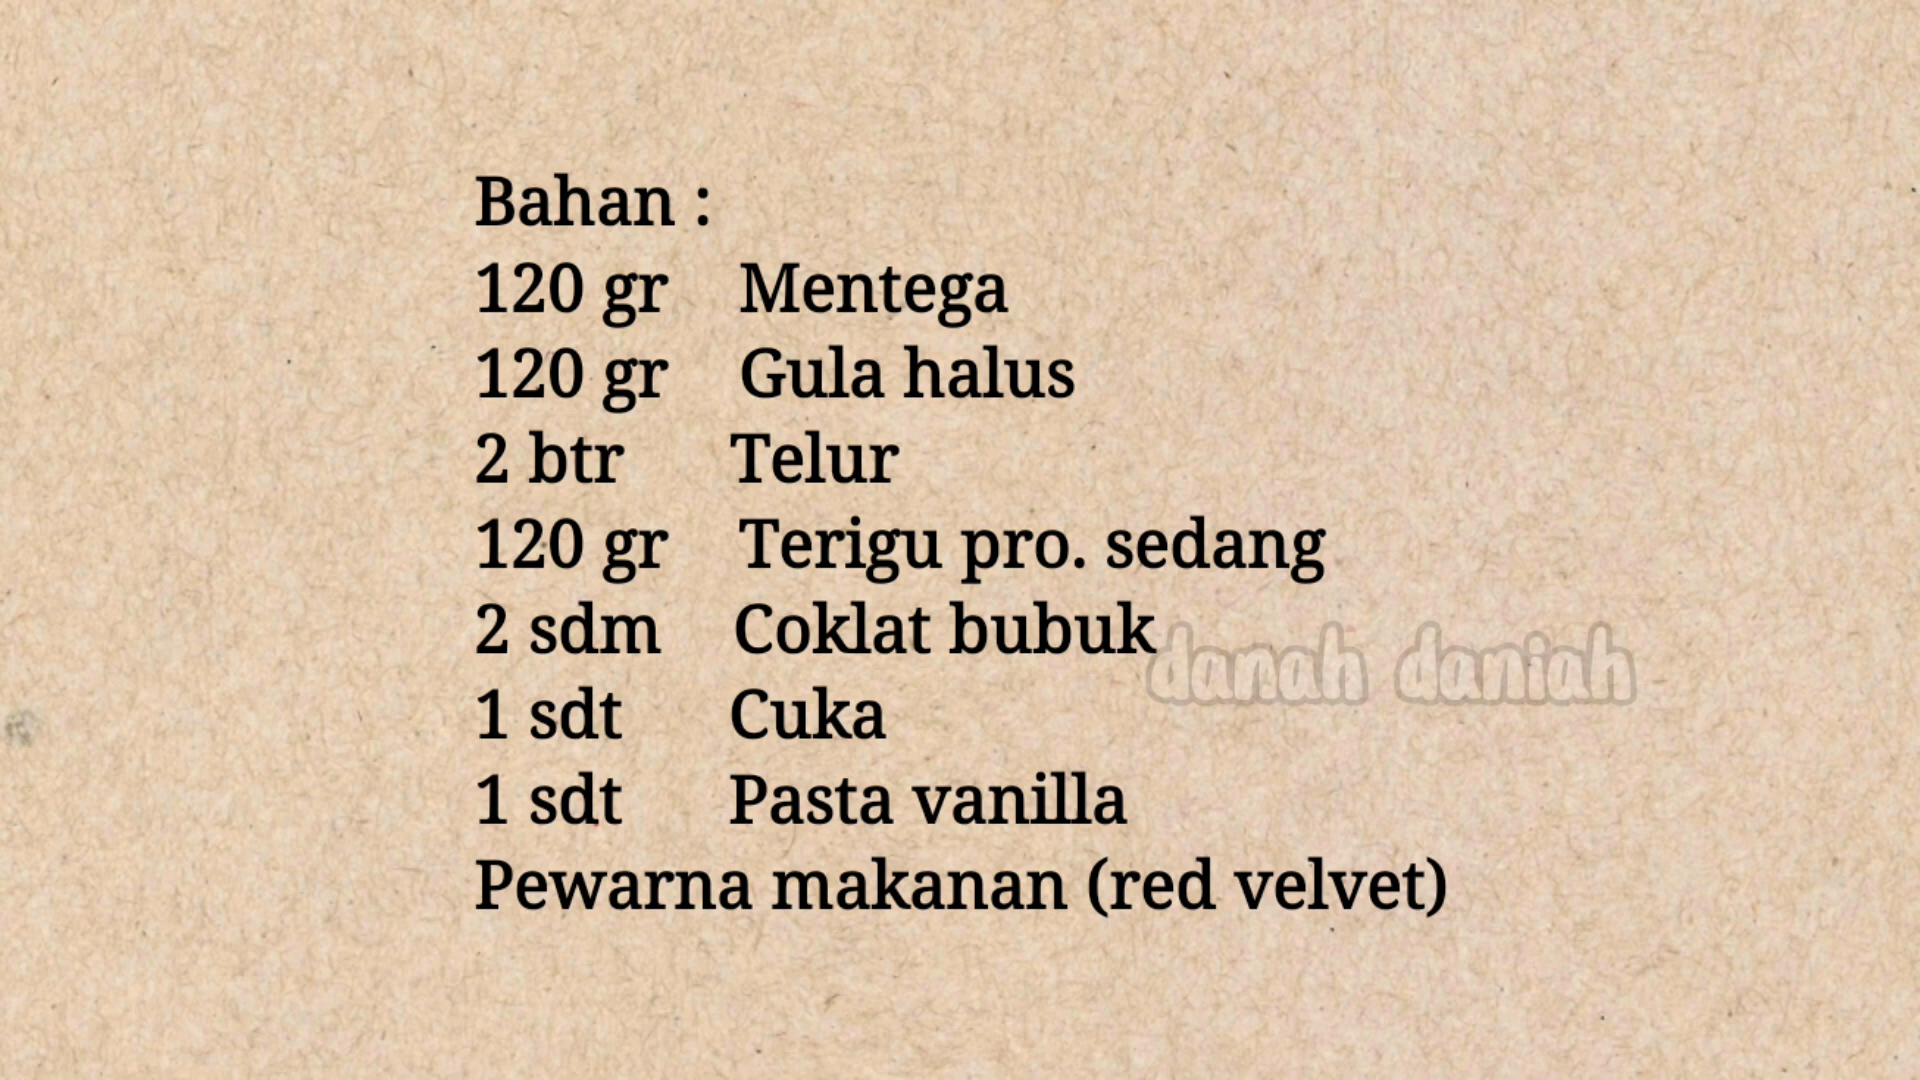 Bahan :
120 gr Mentega
120 gr Gula halus
2 btr Telur
120 gr Terigu pro. sedang
2 sdm Coklat bubuk
danah daniah
1 sdt Cuka
1 sdt Pasta vanilla
Pewarna makanan (red velvet)